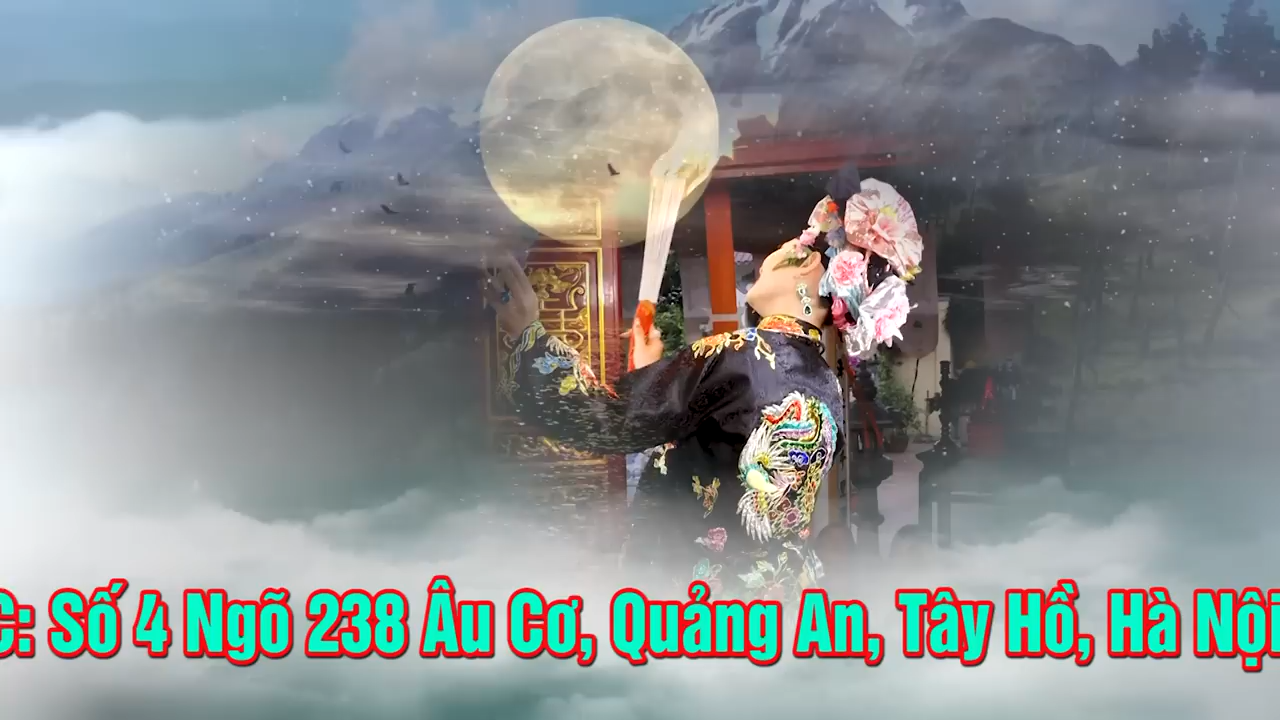 C: Số 4 Ngõ 238 Âu Cơ, Quảng An, Tây Hồ, Hà Nội